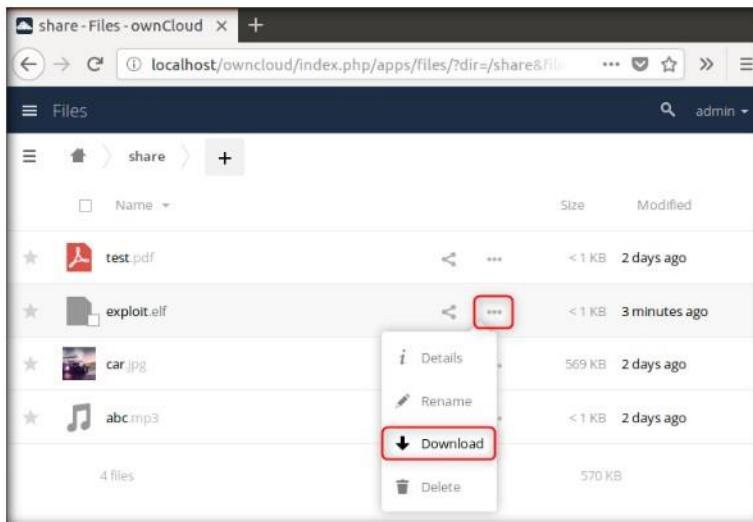 share - Files - ownCloud ×
localhost/owncloud/index.php/apps/files/?dir=/share&
Files admin
share +
Name Size Modified
test.pdf < 1 KB 2 days ago
exploit.elf < 1 KB 3 minutes ago
Details
car.jpg 569 KB 2 days ago
Rename
abc.mp3 < 1 KB 2 days ago
Download
4 files 570 KB
Delete